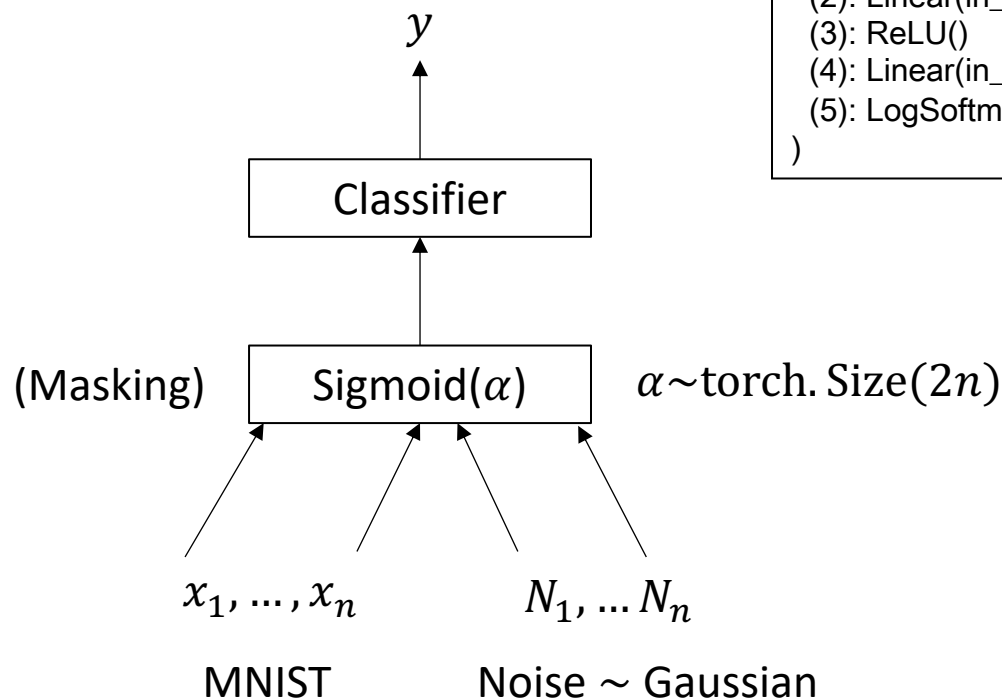 (2): Linear(in_
(3): ReLU()
(4): Linear(in_
(5): LogSoftm
)
y
Classifier
(Masking) Sigmoid(α) α~torch. Size(2n)
x₁, … , xₙ N₁, … Nₙ
MNIST Noise ~ Gaussian